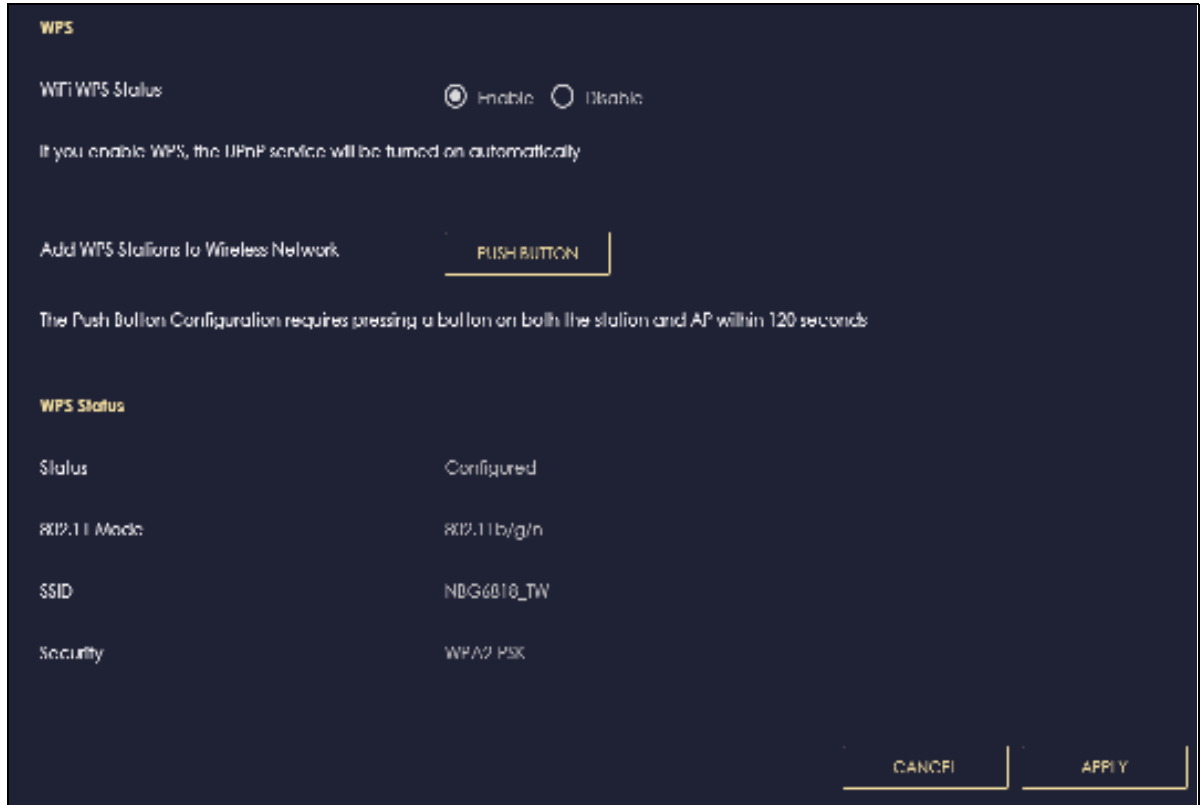 WPS
WiFi WPS Status Enable Disable
If you enable WPS, the UPnP service will be turned on automatically
Add WPS Stations to Wireless Network PUSH BUTTON
The Push Button Configuration requires pressing a button on both the station and AP within 120 seconds
WPS Status
Status Configured
802.11 Mode 802.11b/g/n
SSID NBG6818_TW
Security WPA2-PSK
CANCEL APPLY